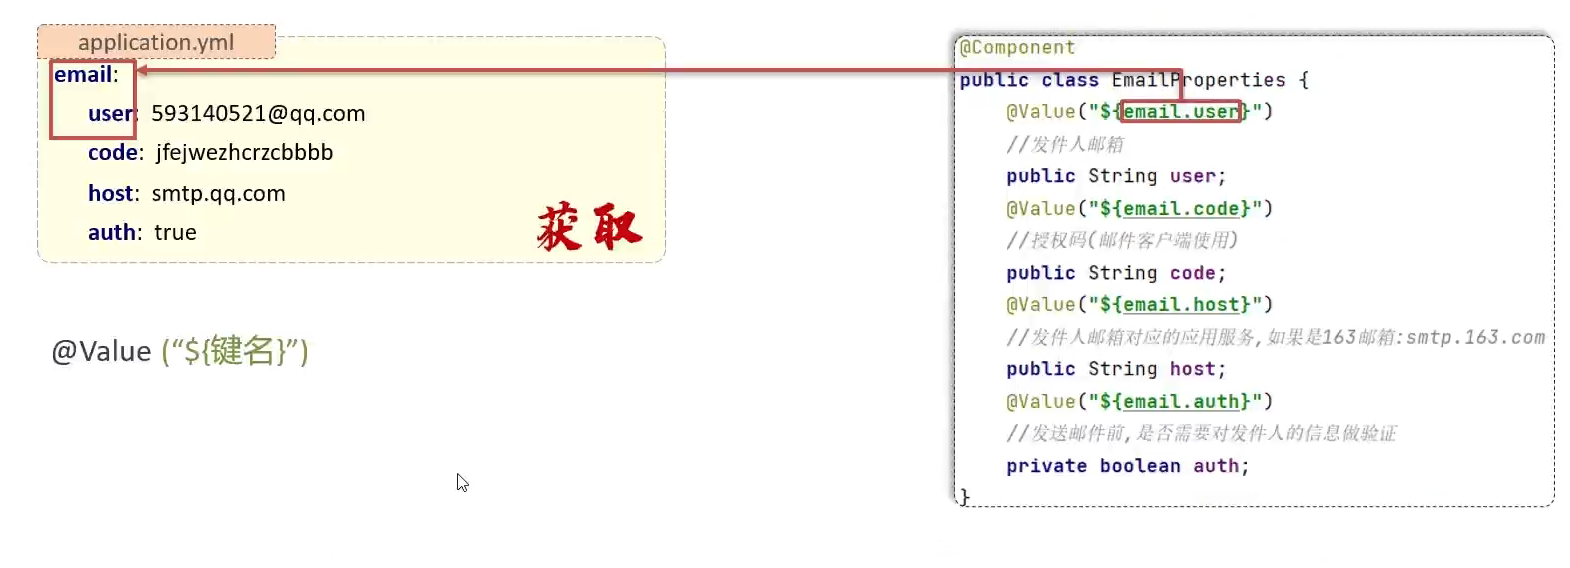 application.yml
email:
user: 593140521@qq.com
code: jfejwezhcrzcbbbb
host: smtp.qq.com
auth: true
获取
@Value (“${键名}”)
@Component
public class EmailProperties {
@Value("${email.user}")
//发件人邮箱
public String user;
@Value("${email.code}")
//授权码(邮件客户端使用)
public String code;
@Value("${email.host}")
//发件人邮箱对应的应用服务,如果是163邮箱:smtp.163.com
public String host;
@Value("${email.auth}")
//发送邮件前,是否需要对发件人的信息做验证
private boolean auth;
}